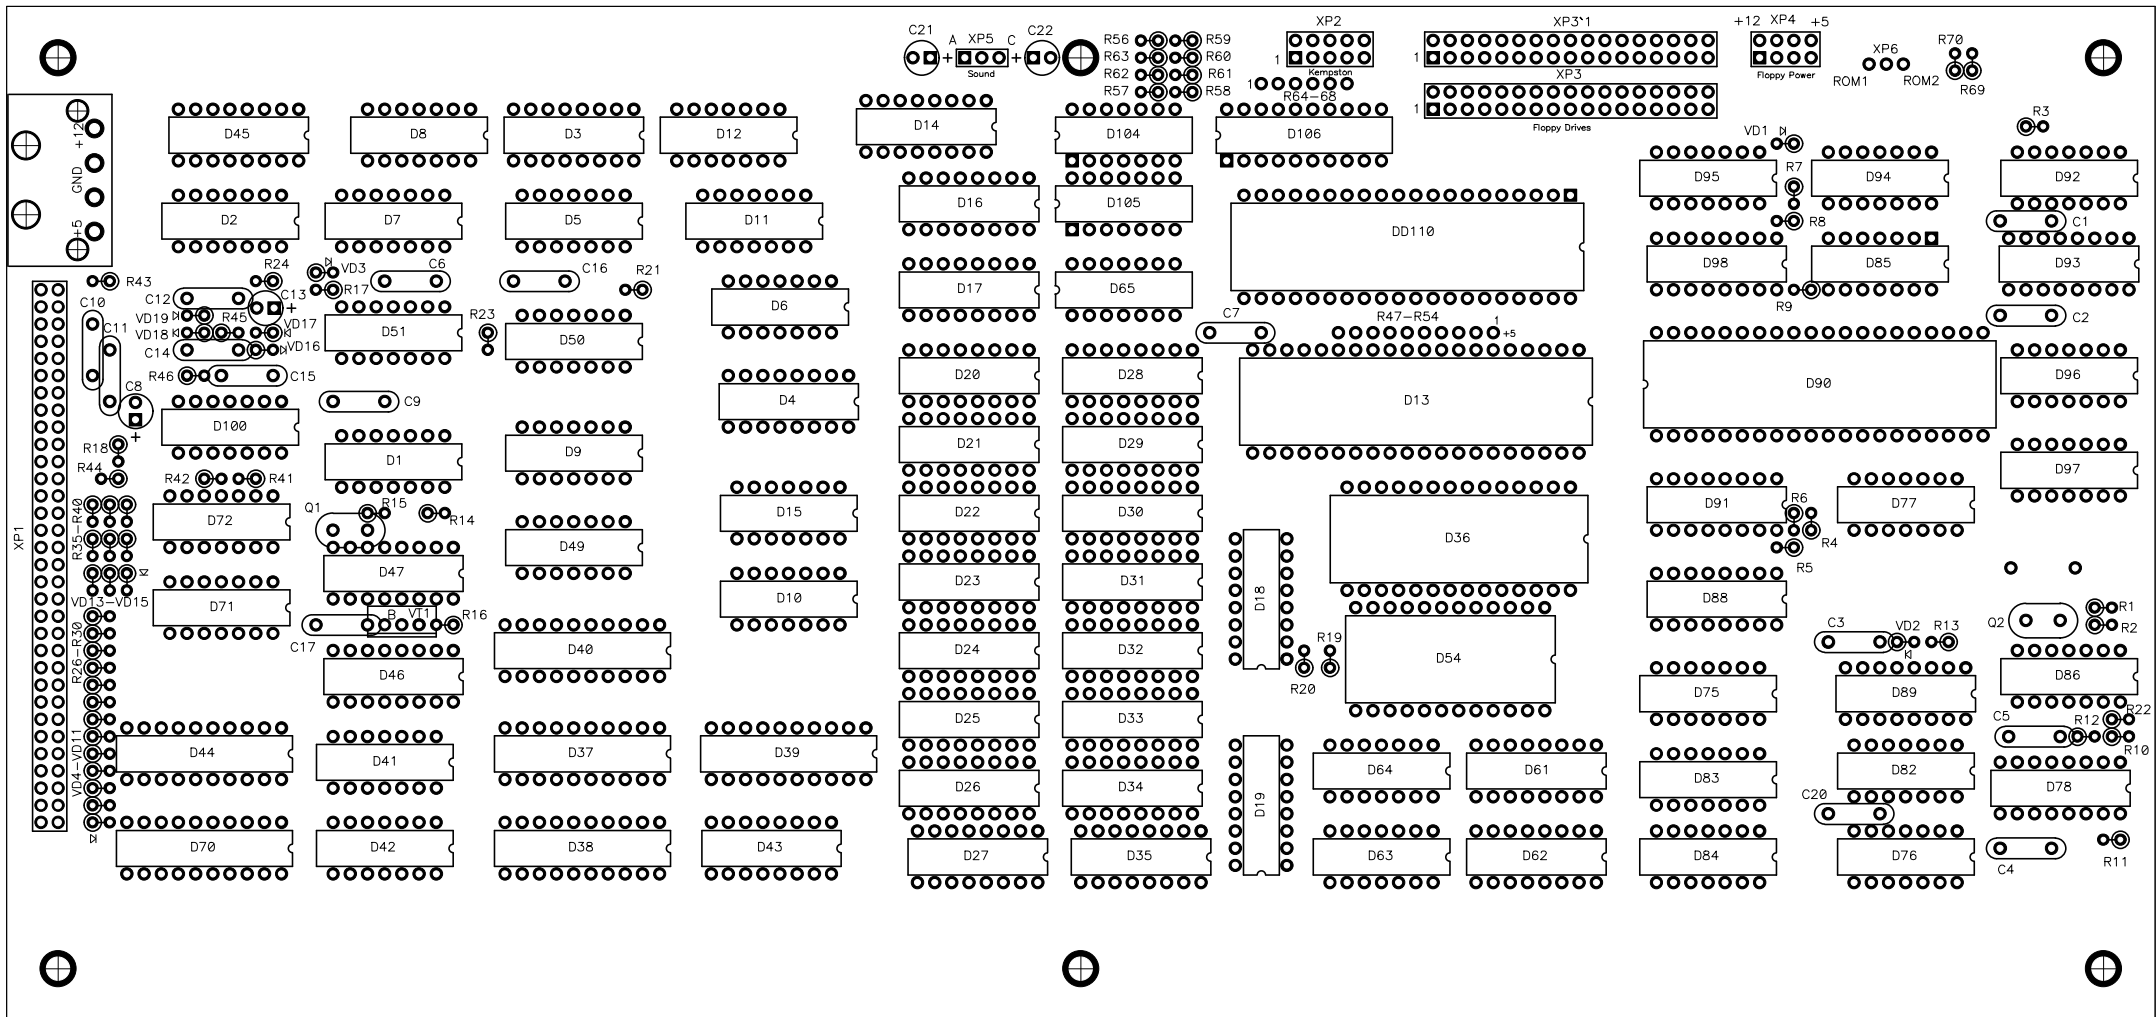 C21 A XP5 C C22
+ +
Sound
R56 R59
R63 R60
R62 R61
R57 R58
XP2
1
Kempston
1
R64-68
XP3`1
1
XP3
1
Floppy Drives
+12 XP4 +5
Floppy Power
XP6
ROM1 ROM2
R70
R69
R3
+12
GND
+5
D45 D8 D3 D12 D14 D104 D106
VD1
R7
D95 D94 D92
D2 D7 D5 D11 D16 D105 DD110
R8 C1
D98 D85 D93
R9
R43 R24 VD3 C6 C16 R21
R17
C10 C12 C13 +
D6 D17 D65
VD19 R45 VD17
VD18
C11 C14 VD16
D51 R23 D50
C7 R47-R54 1
+5
C2
R46 C15
C8
+
D20 D28 D13 D90 D96
C9 D4
D100
R18
D1 D9 D21 D29 D97
R44
R42 R41
XP1
R35-R40
D72 Q1 R15 R14
D15 D22 D30 D36 D91 R6 D77
R4
R5
D49
D47 D10 D23 D31 D18 D88
VD13-VD15
D71
B VT1 R16
C17
R26-R30
D40 D24 D32
R19
R20
D54
R1
R2
Q2
C3 VD2 R13
D46 D75 D89 D86
D25 D33
C5 R12 R22
R10
VD4-VD11
D44 D41 D37 D39 D26 D34 D19 D64 D61 D83 D82 D78
C20
D70 D42 D38 D43 D27 D35 D63 D62 D84 D76
C4 R11